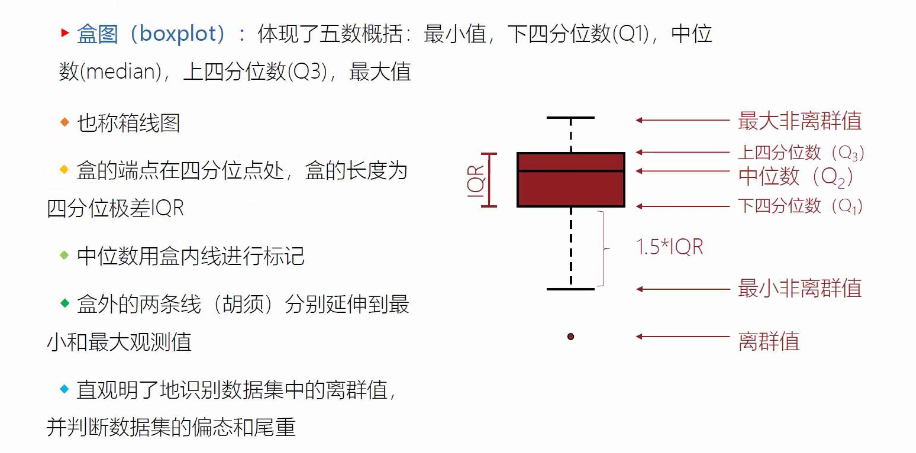 盒图（boxplot）：体现了五数概括：最小值，下四分位数(Q1)，中位
数(median)，上四分位数(Q3)，最大值
也称箱线图
盒的端点在四分位点处，盒的长度为
四分位极差IQR
中位数用盒内线进行标记
盒外的两条线（胡须）分别延伸到最
小和最大观测值
直观明了地识别数据集中的离群值，
并判断数据集的偏态和尾重
最大非离群值
上四分位数（Q₃）
中位数（Q₂）
下四分位数（Q₁）
IQR
1.5*IQR
最小非离群值
离群值